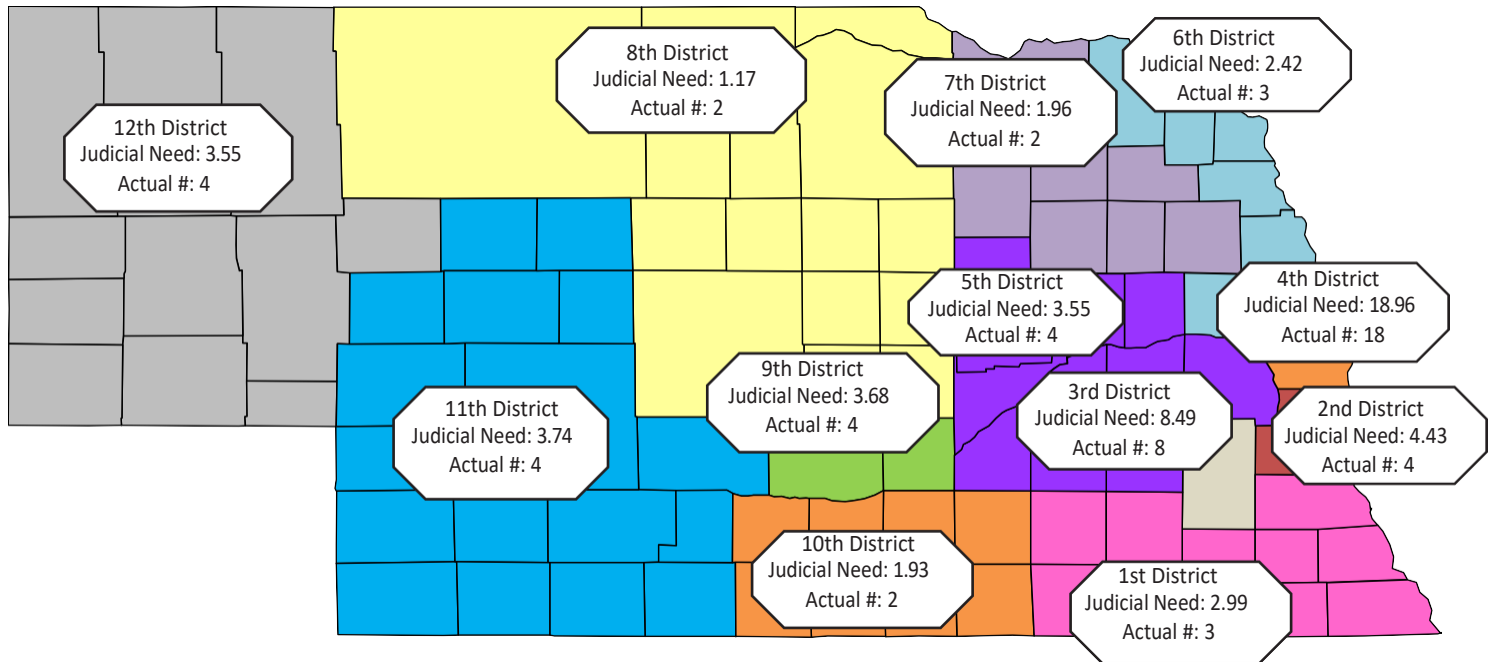 6th District
Judicial Need: 2.42
Actual #: 3
8th District
Judicial Need: 1.17
Actual #: 2
7th District
Judicial Need: 1.96
Actual #: 2
12th District
Judicial Need: 3.55
Actual #: 4
5th District
Judicial Need: 3.55
Actual #: 4
4th District
Judicial Need: 18.96
Actual #: 18
9th District
Judicial Need: 3.68
Actual #: 4
3rd District
Judicial Need: 8.49
Actual #: 8
11th District
Judicial Need: 3.74
Actual #: 4
2nd District
Judicial Need: 4.43
Actual #: 4
10th District
Judicial Need: 1.93
Actual #: 2
1st District
Judicial Need: 2.99
Actual #: 3